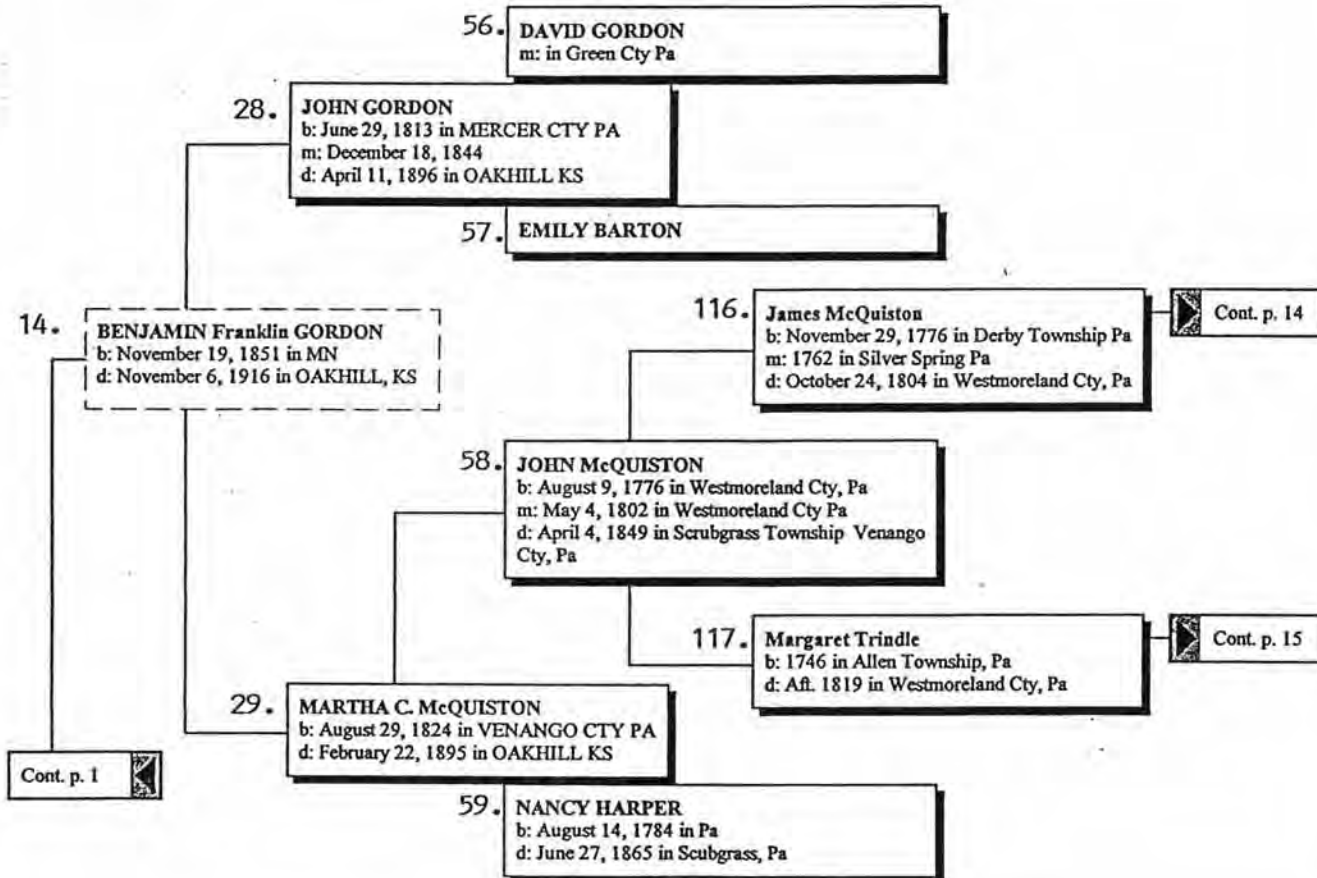 56.
DAVID GORDON
m: in Green Cty Pa
28.
JOHN GORDON
b: June 29, 1813 in MERCER CTY PA
m: December 18, 1844
d: April 11, 1896 in OAKHILL KS
57.
EMILY BARTON
14.
BENJAMIN Franklin GORDON
b: November 19, 1851 in MN
d: November 6, 1916 in OAKHILL, KS
116.
James McQuiston
b: November 29, 1776 in Derby Township Pa
m: 1762 in Silver Spring Pa
d: October 24, 1804 in Westmoreland Cty, Pa
Cont. p. 14
58.
JOHN McQUISTON
b: August 9, 1776 in Westmoreland Cty, Pa
m: May 4, 1802 in Westmoreland Cty Pa
d: April 4, 1849 in Scrubgrass Township Venango
Cty, Pa
117.
Margaret Trindle
b: 1746 in Allen Township, Pa
d: Aft. 1819 in Westmoreland Cty, Pa
Cont. p. 15
29.
MARTHA C. McQUISTON
b: August 29, 1824 in VENANGO CTY PA
d: February 22, 1895 in OAKHILL KS
Cont. p. 1
59.
NANCY HARPER
b: August 14, 1784 in Pa
d: June 27, 1865 in Scubgrass, Pa